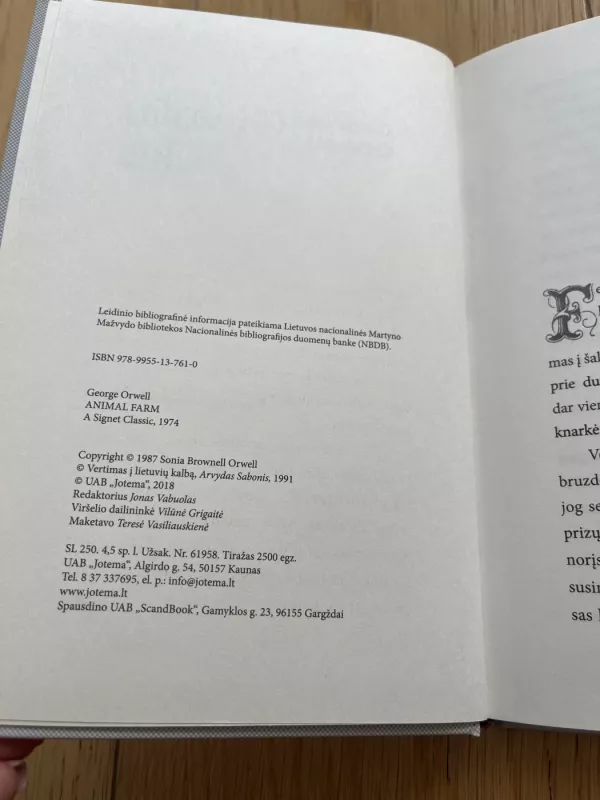 Leidinio bibliografinė informacija pateikiama Lietuvos nacionalinės Martyno
Mažvydo bibliotekos Nacionalinės bibliografijos duomenų banke (NBDB).
ISBN 978-9955-13-761-0
George Orwell
ANIMAL FARM
A Signet Classic, 1974
Copyright © 1987 Sonia Brownell Orwell
© Vertimas į lietuvių kalbą, Arvydas Sabonis, 1991
© UAB „Jotema“, 2018
Redaktorius Jonas Vabuolas
Viršelio dailininkė Vilūnė Grigaitė
Maketavo Teresė Vasiliauskienė
SL 250. 4,5 sp. l. Užsak. Nr. 61958. Tiražas 2500 egz.
UAB „Jotema“, Algirdo g. 54, 50157 Kaunas
Tel. 8 37 337695, el. p.: info@jotema.lt
www.jotema.lt
Spausdino UAB „ScandBook“, Gamyklos g. 23, 96155 Gargždai
F
mas į šal
prie du
dar vien
knarkė
Ve
bruzd
jog se
prizų
norįs
susin
sas